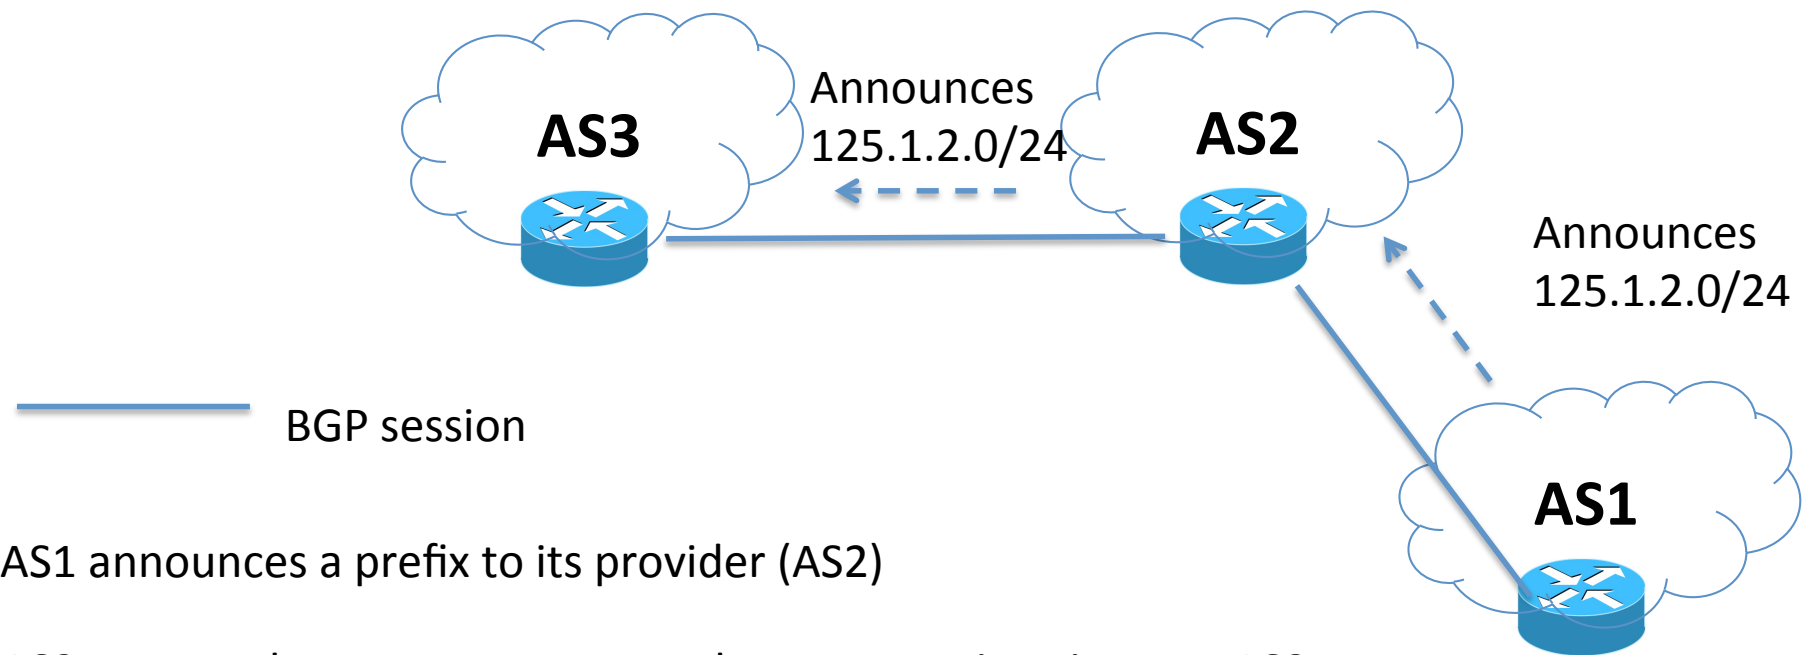 AS3
Announces
125.1.2.0/24
AS2
Announces
125.1.2.0/24
BGP session
AS1
AS1 announces a prefix to its provider (AS2)